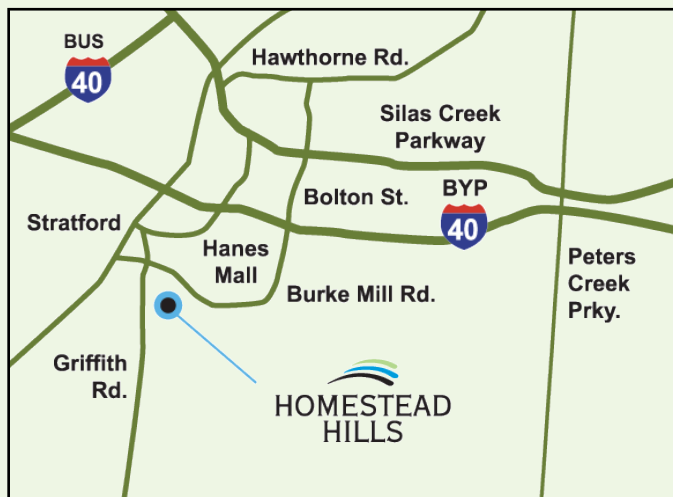 BUS
40
Hawthorne Rd.
Silas Creek
Parkway
Bolton St.
BYP
40
Stratford
Hanes
Mall
Burke Mill Rd.
Peters
Creek
Prky.
Griffith
Rd.
HOMESTEAD
HILLS